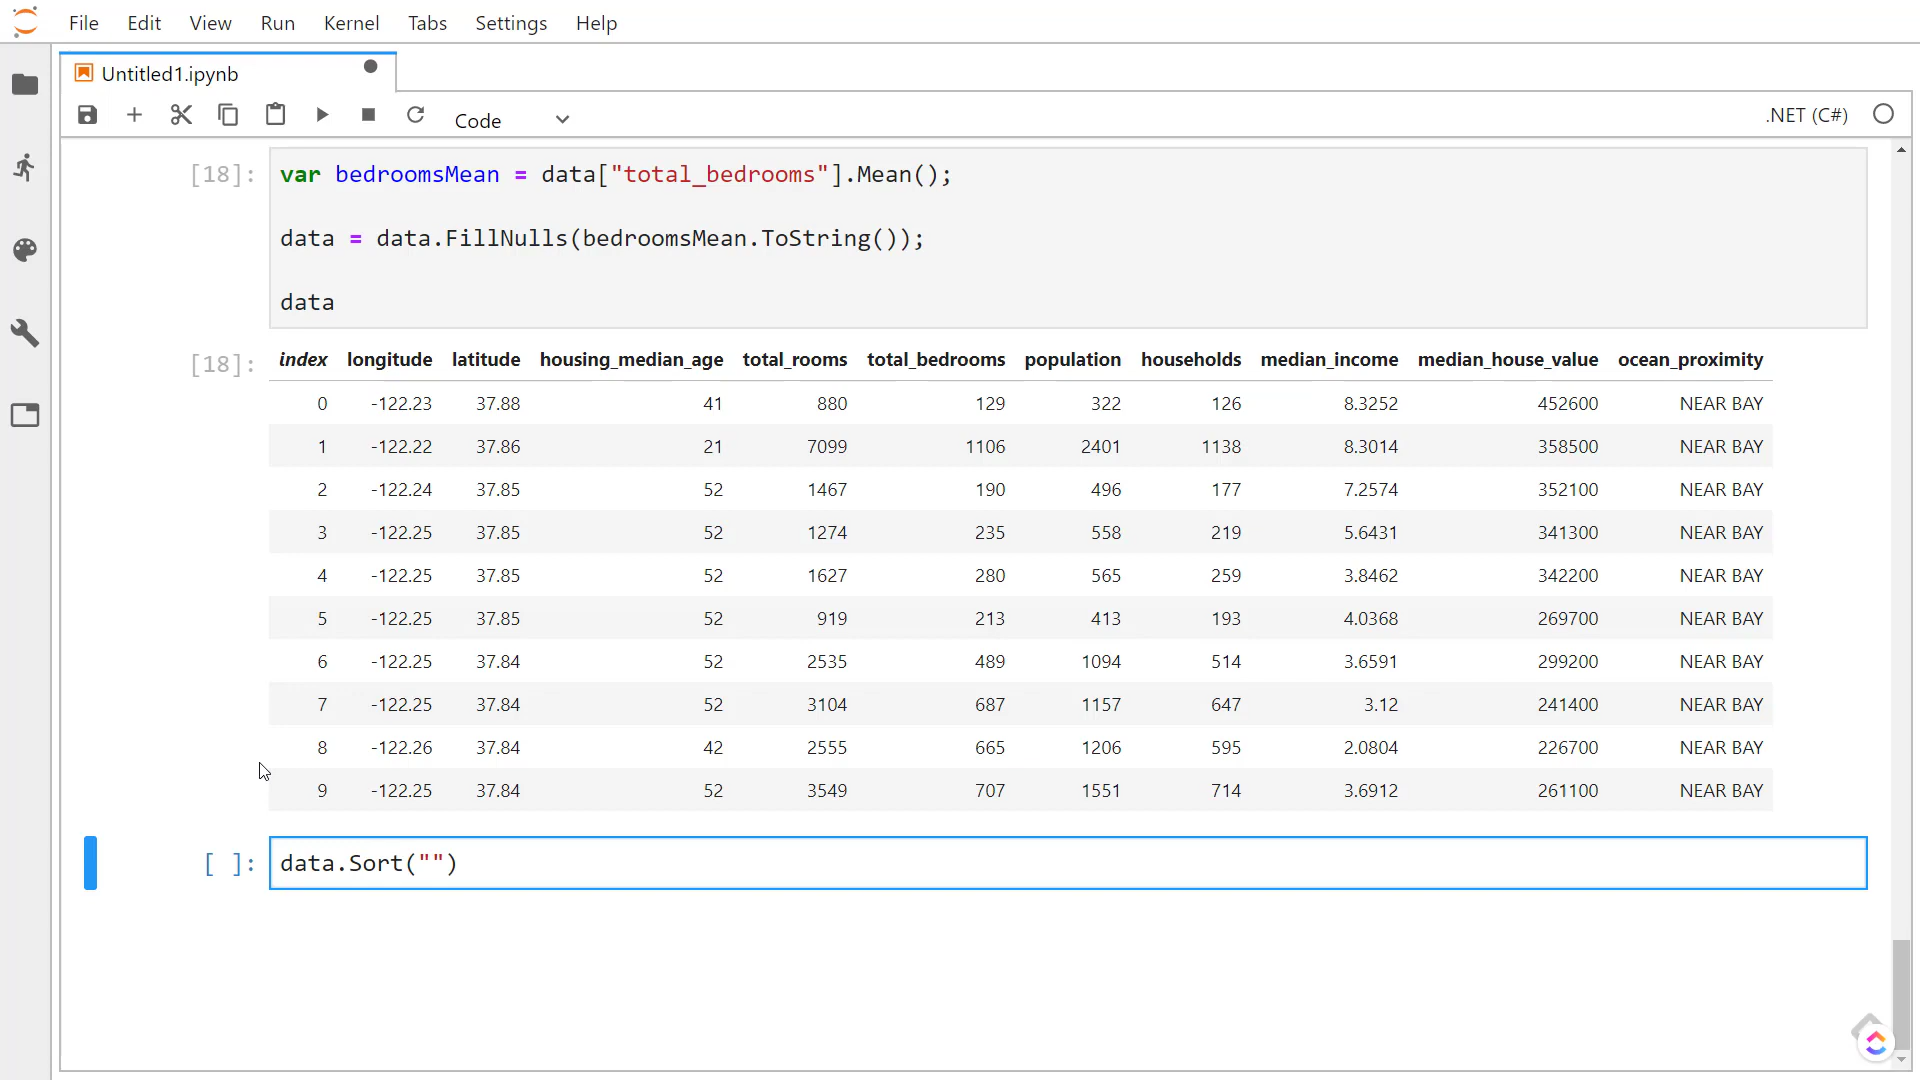 File Edit View Run Kernel Tabs Settings Help
Untitled1.ipynb
Code .NET (C#)
[18]: var bedroomsMean = data["total_bedrooms"].Mean();
data = data.FillNulls(bedroomsMean.ToString());
data
[18]: index longitude latitude housing_median_age total_rooms total_bedrooms population households median_income median_house_value ocean_proximity
0 -122.23 37.88 41 880 129 322 126 8.3252 452600 NEAR BAY
1 -122.22 37.86 21 7099 1106 2401 1138 8.3014 358500 NEAR BAY
2 -122.24 37.85 52 1467 190 496 177 7.2574 352100 NEAR BAY
3 -122.25 37.85 52 1274 235 558 219 5.6431 341300 NEAR BAY
4 -122.25 37.85 52 1627 280 565 259 3.8462 342200 NEAR BAY
5 -122.25 37.85 52 919 213 413 193 4.0368 269700 NEAR BAY
6 -122.25 37.84 52 2535 489 1094 514 3.6591 299200 NEAR BAY
7 -122.25 37.84 52 3104 687 1157 647 3.12 241400 NEAR BAY
8 -122.26 37.84 42 2555 665 1206 595 2.0804 226700 NEAR BAY
9 -122.25 37.84 52 3549 707 1551 714 3.6912 261100 NEAR BAY
[ ]: data.Sort("")